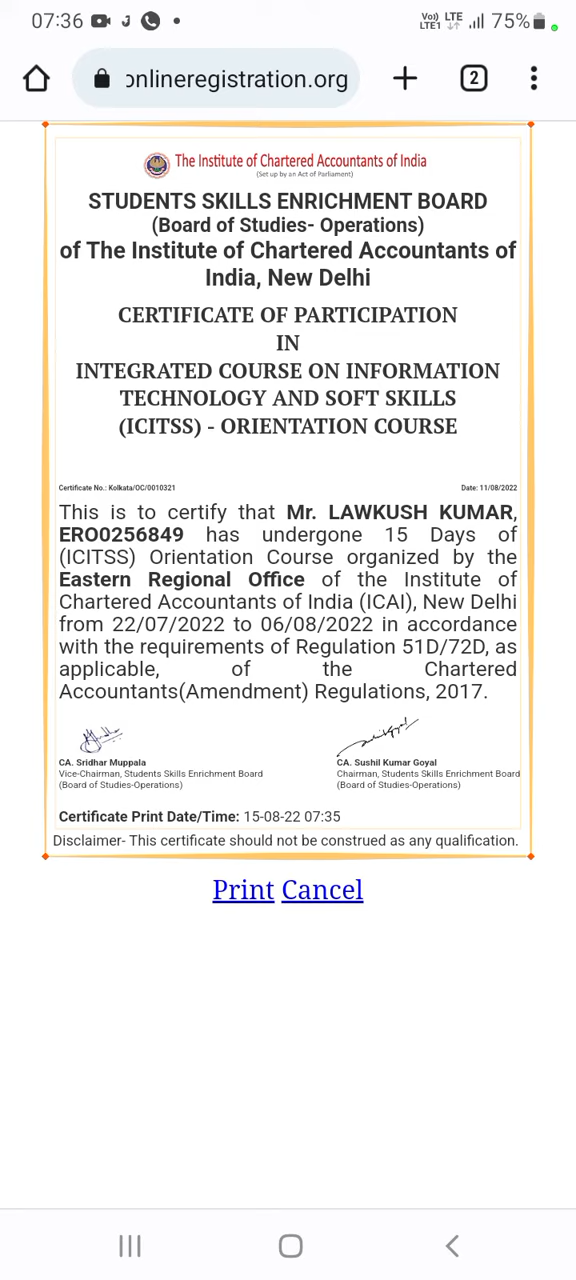 07:36
Vo)) LTE
LTE1
75%
onlineregistration.org
2
The Institute of Chartered Accountants of India
(Set up by an Act of Parliament)
STUDENTS SKILLS ENRICHMENT BOARD
(Board of Studies- Operations)
of The Institute of Chartered Accountants of
India, New Delhi
CERTIFICATE OF PARTICIPATION
IN
INTEGRATED COURSE ON INFORMATION
TECHNOLOGY AND SOFT SKILLS
(ICITSS) - ORIENTATION COURSE
Certificate No.: Kolkata/OC/0010321 Date: 11/08/2022
This is to certify that Mr. LAWKUSH KUMAR,
ERO0256849 has undergone 15 Days of
(ICITSS) Orientation Course organized by the
Eastern Regional Office of the Institute of
Chartered Accountants of India (ICAI), New Delhi
from 22/07/2022 to 06/08/2022 in accordance
with the requirements of Regulation 51D/72D, as
applicable, of the Chartered
Accountants(Amendment) Regulations, 2017.
CA. Sridhar Muppala CA. Sushil Kumar Goyal
Vice-Chairman, Students Skills Enrichment Board Chairman, Students Skills Enrichment Board
(Board of Studies-Operations) (Board of Studies-Operations)
Certificate Print Date/Time: 15-08-22 07:35
Disclaimer- This certificate should not be construed as any qualification.
Print Cancel